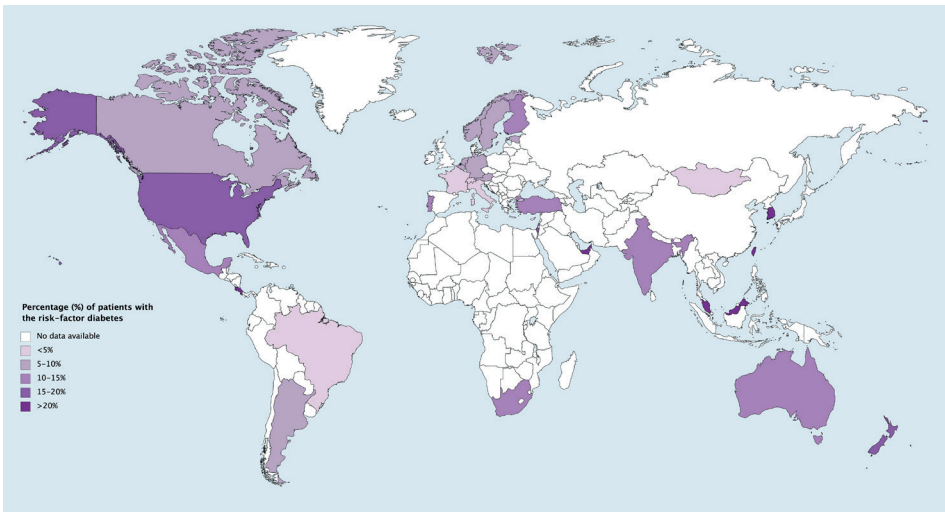 Percentage (%) of patients with
the risk-factor diabetes
No data available
<5%
5-10%
10-15%
15-20%
>20%